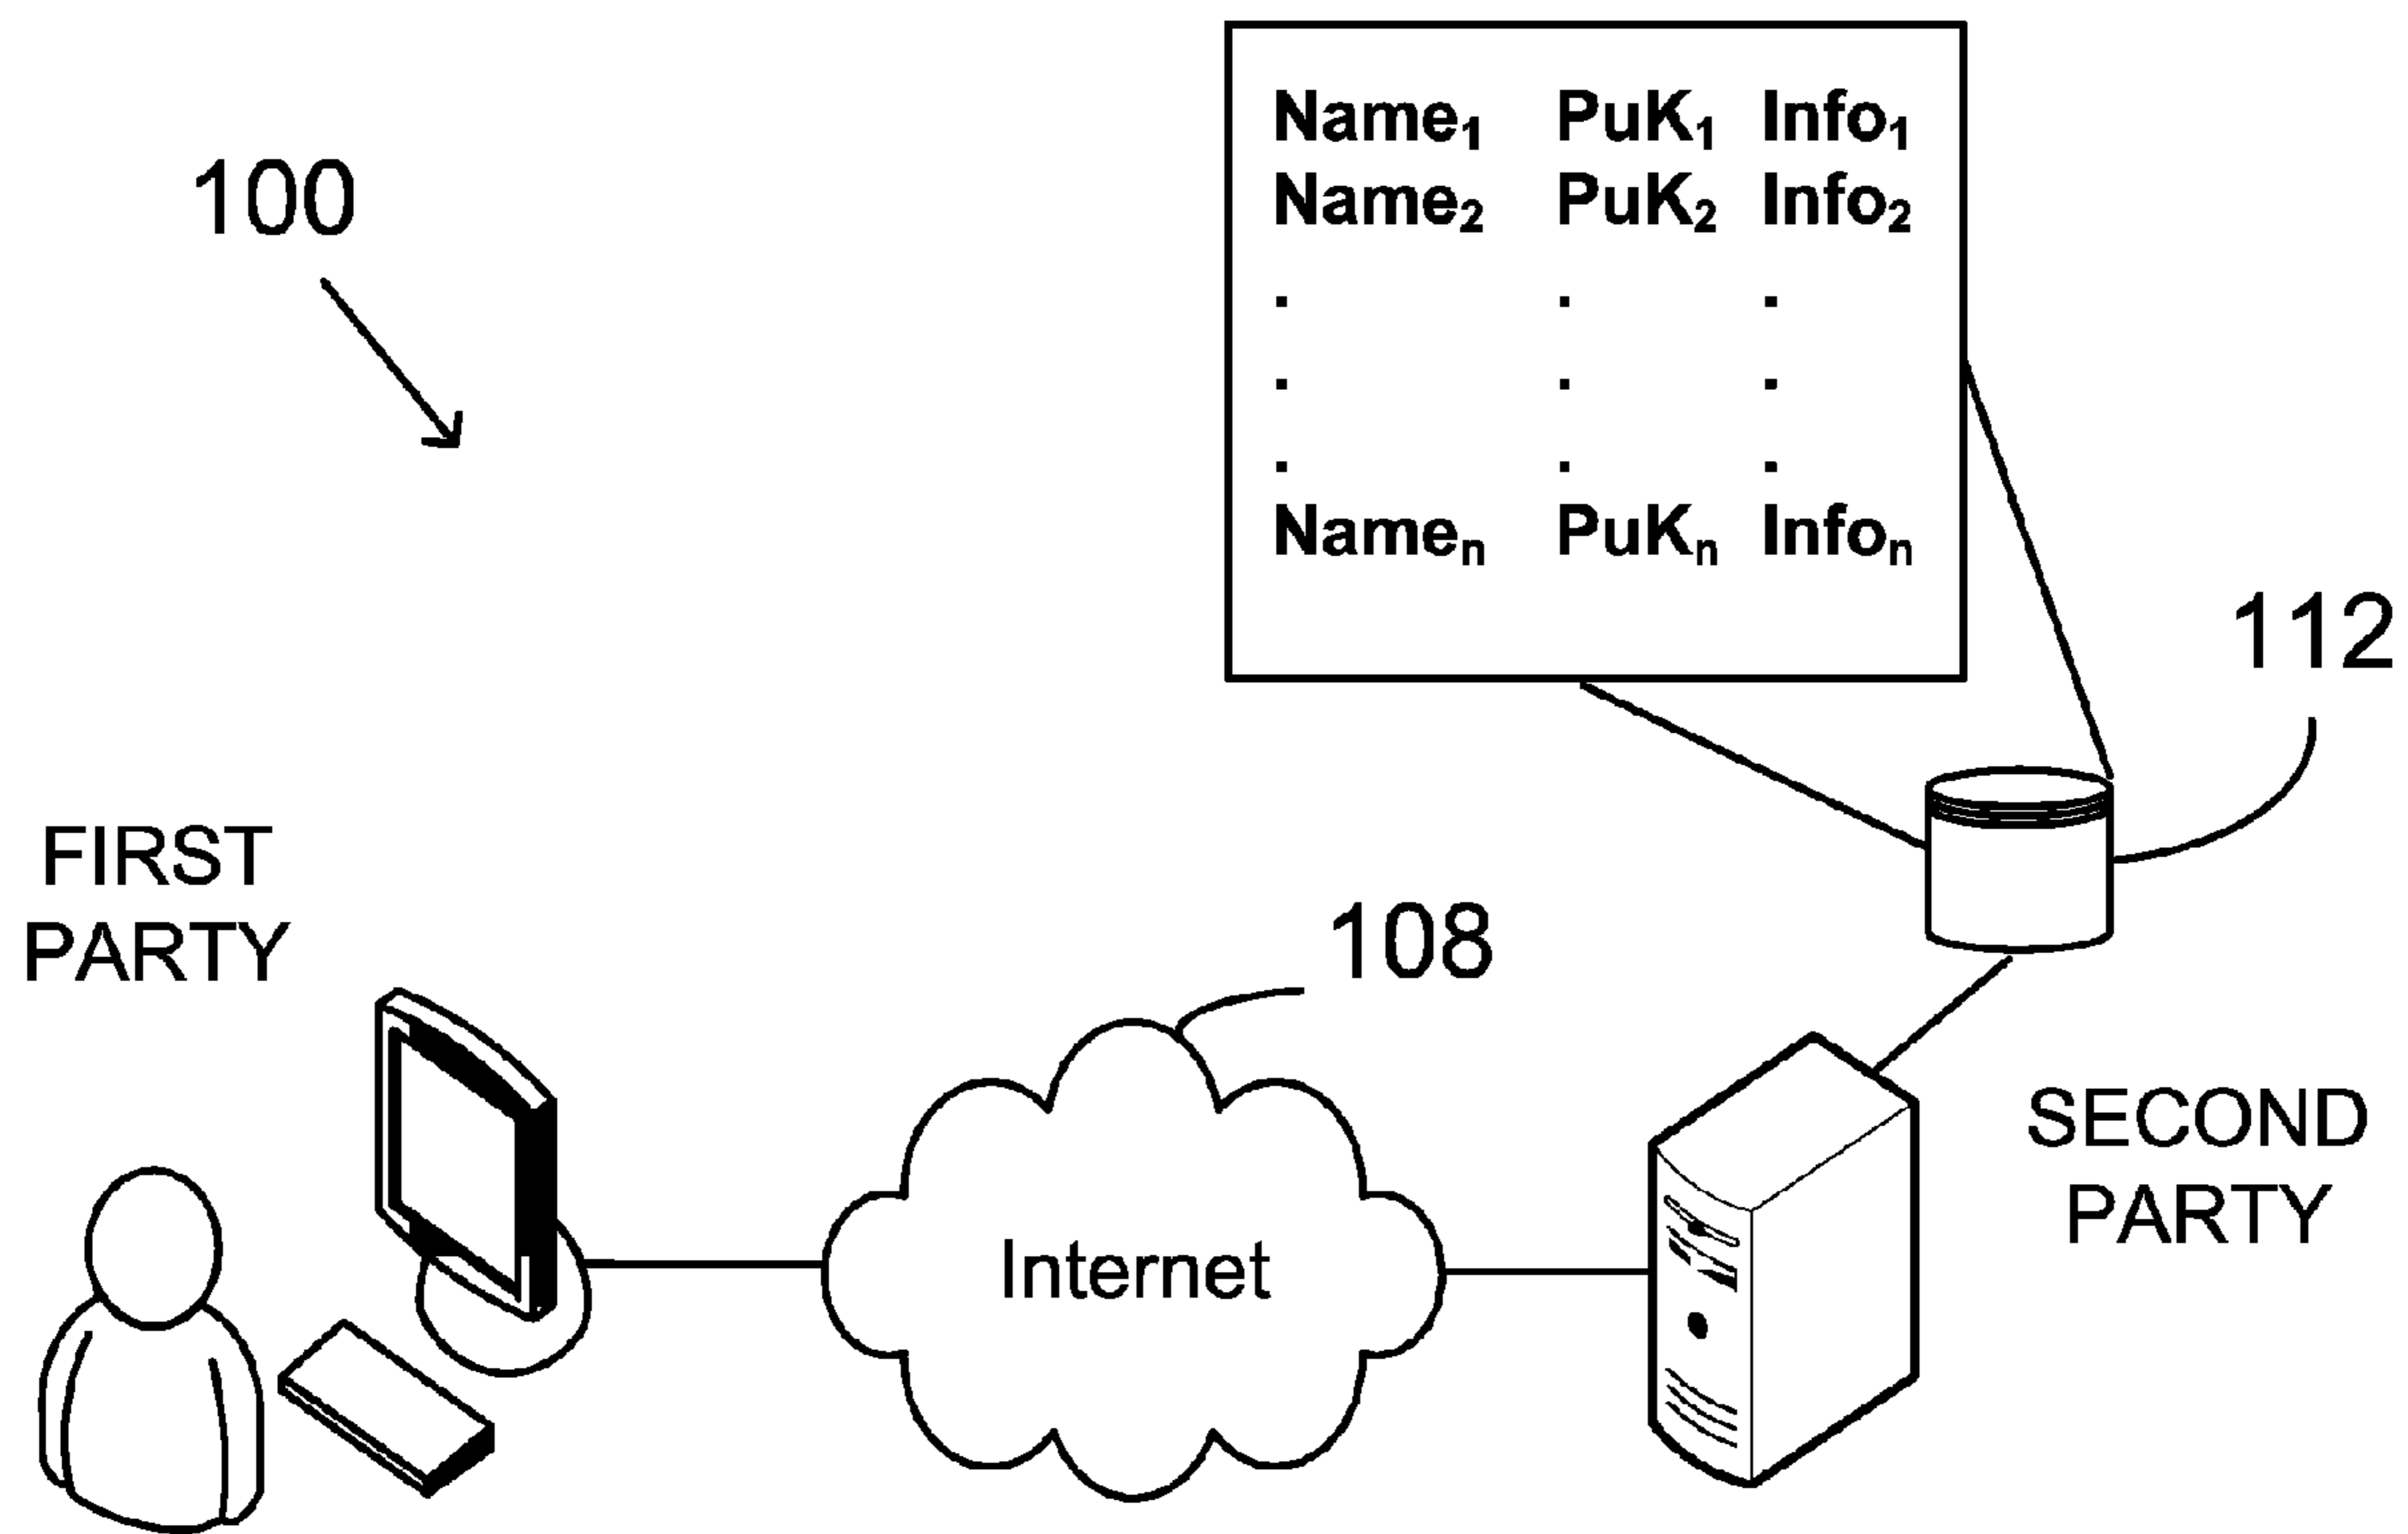 100
Name₁ PuK₁ Info₁
Name₂ PuK₂ Info₂
. . .
. . .
. . .
Nameₙ PuKₙ Infoₙ
112
FIRST
PARTY
108
Internet
SECOND
PARTY